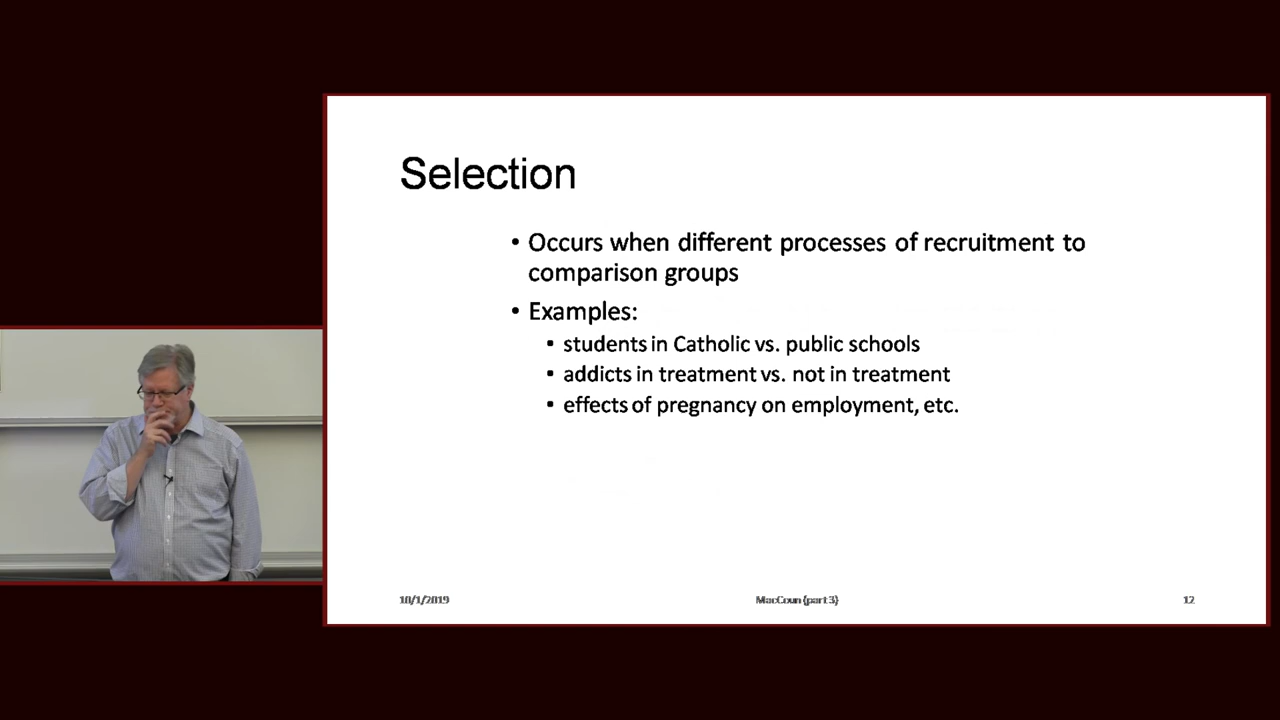 Selection
• Occurs when different processes of recruitment to
comparison groups
• Examples:
▪ students in Catholic vs. public schools
▪ addicts in treatment vs. not in treatment
▪ effects of pregnancy on employment, etc.
10/1/2019 MacCoun (part 3) 12